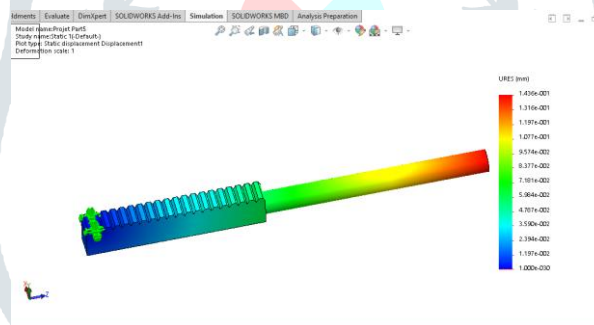 ldments Evaluate DimXpert SOLIDWORKS Add-Ins Simulation SOLIDWORKS MBD Analysis Preparation
Model name:Projet Part5
Study name:Static 1(-Default-)
Plot type: Static displacement Displacement1
Deformation scale: 1
URES (mm)
1.436e-001
1.316e-001
1.197e-001
1.077e-001
9.574e-002
8.377e-002
7.181e-002
5.984e-002
4.787e-002
3.590e-002
2.394e-002
1.197e-002
1.000e-030
Z